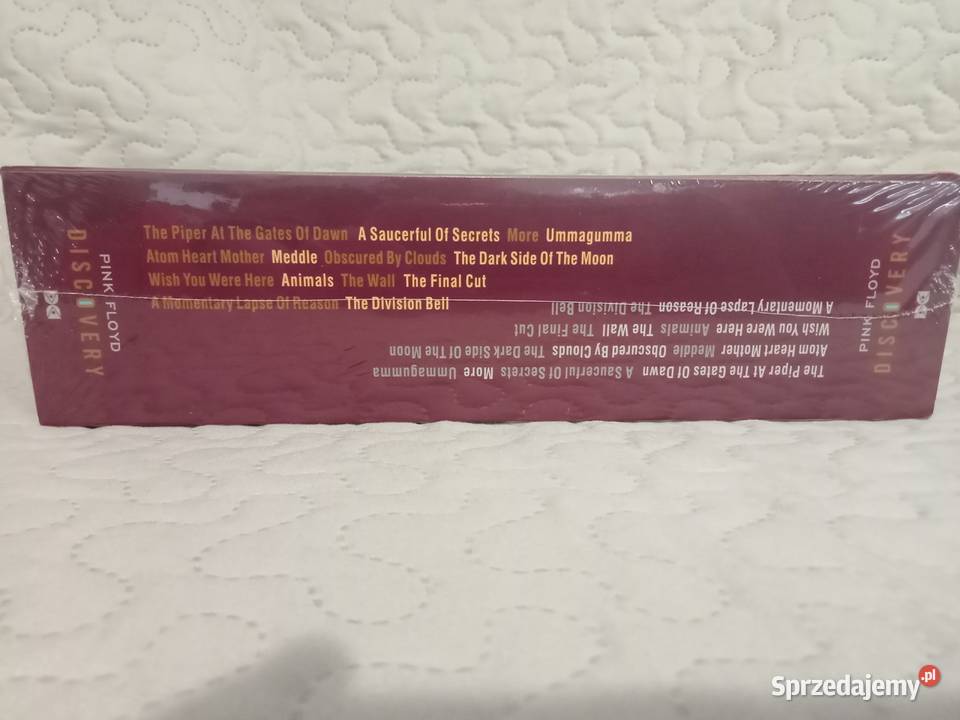 The Piper At The Gates Of Dawn A Saucerful Of Secrets More Ummagumma
Atom Heart Mother Meddle Obscured By Clouds The Dark Side Of The Moon
Wish You Were Here Animals The Wall The Final Cut
A Momentary Lapse Of Reason The Division Bell
PINK FLOYD
DISCOVERY
The Piper At The Gates Of Dawn A Saucerful Of Secrets More Ummagumma
Atom Heart Mother Meddle Obscured By Clouds The Dark Side Of The Moon
Wish You Were Here Animals The Wall The Final Cut
A Momentary Lapse Of Reason The Division Bell
PINK FLOYD
DISCOVERY
Sprzedajemy.pl